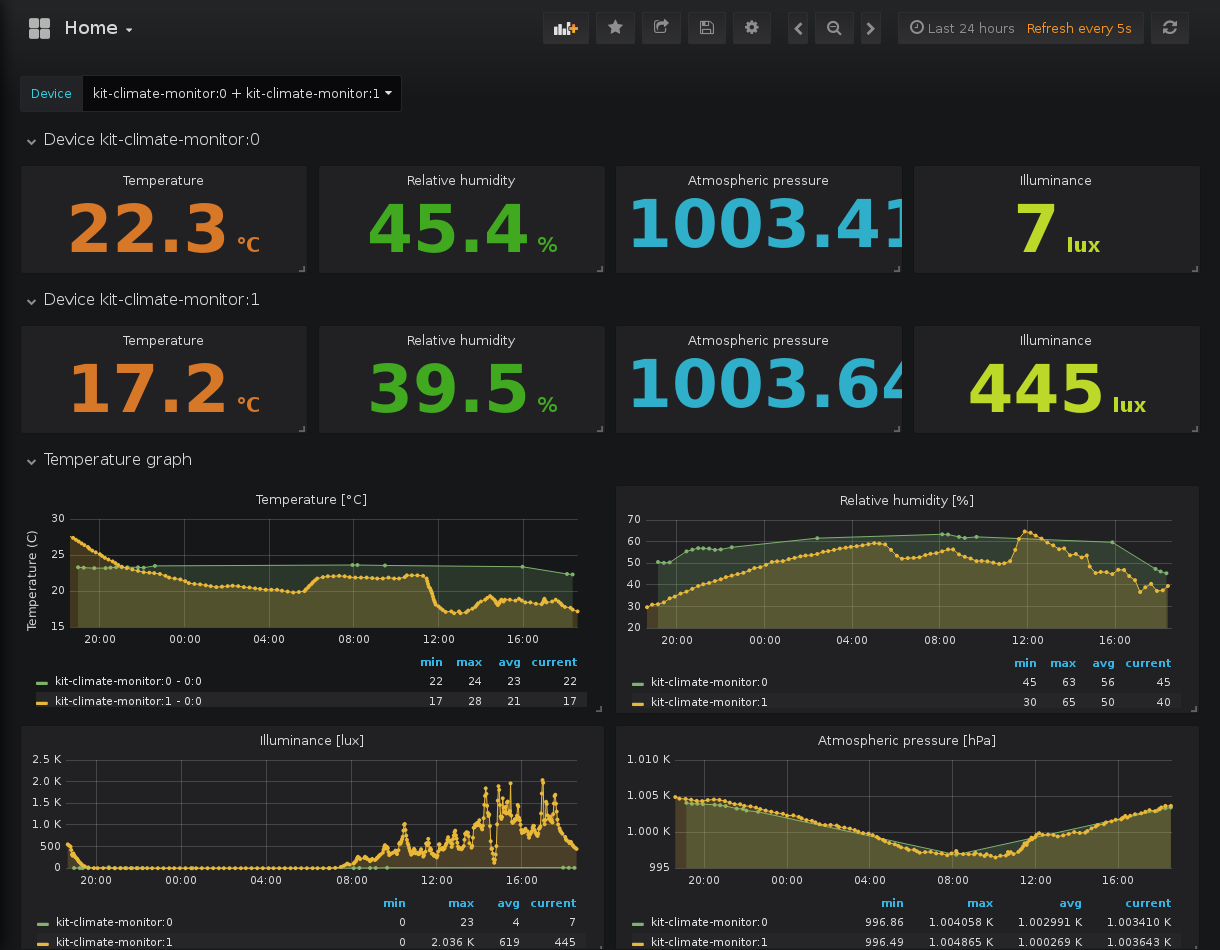 Home
Last 24 hours Refresh every 5s
Device kit-climate-monitor:0 + kit-climate-monitor:1
Device kit-climate-monitor:0
Temperature Relative humidity Atmospheric pressure Illuminance
22.3 °C 45.4 % 1003.41 7 lux
Device kit-climate-monitor:1
Temperature Relative humidity Atmospheric pressure Illuminance
17.2 °C 39.5 % 1003.64 445 lux
Temperature graph
Temperature [°C]
Temperature (C)
30
25
20
15
20:00 00:00 04:00 08:00 12:00 16:00
min max avg current
kit-climate-monitor:0 - 0:0 22 24 23 22
kit-climate-monitor:1 - 0:0 17 28 21 17
Relative humidity [%]
70
60
50
40
30
20
20:00 00:00 04:00 08:00 12:00 16:00
min max avg current
kit-climate-monitor:0 45 63 56 45
kit-climate-monitor:1 30 65 50 40
Illuminance [lux]
2.5 K
2.0 K
1.5 K
1.0 K
500
0
20:00 00:00 04:00 08:00 12:00 16:00
min max avg current
kit-climate-monitor:0 0 23 4 7
kit-climate-monitor:1 0 2.036 K 619 445
Atmospheric pressure [hPa]
1.010 K
1.005 K
1.000 K
995
20:00 00:00 04:00 08:00 12:00 16:00
min max avg current
kit-climate-monitor:0 996.86 1.004058 K 1.002991 K 1.003410 K
kit-climate-monitor:1 996.49 1.004865 K 1.000269 K 1.003643 K